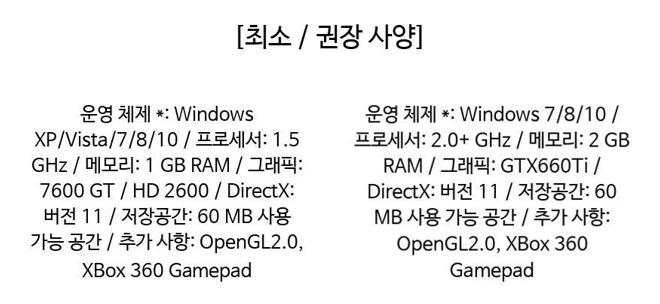 [최소 / 권장 사양]
운영 체제 *: Windows
XP/Vista/7/8/10 / 프로세서: 1.5
GHz / 메모리: 1 GB RAM / 그래픽:
7600 GT / HD 2600 / DirectX:
버전 11 / 저장공간: 60 MB 사용
가능 공간 / 추가 사항: OpenGL2.0,
XBox 360 Gamepad
운영 체제 *: Windows 7/8/10 /
프로세서: 2.0+ GHz / 메모리: 2 GB
RAM / 그래픽: GTX660Ti /
DirectX: 버전 11 / 저장공간: 60
MB 사용 가능 공간 / 추가 사항:
OpenGL2.0, XBox 360
Gamepad